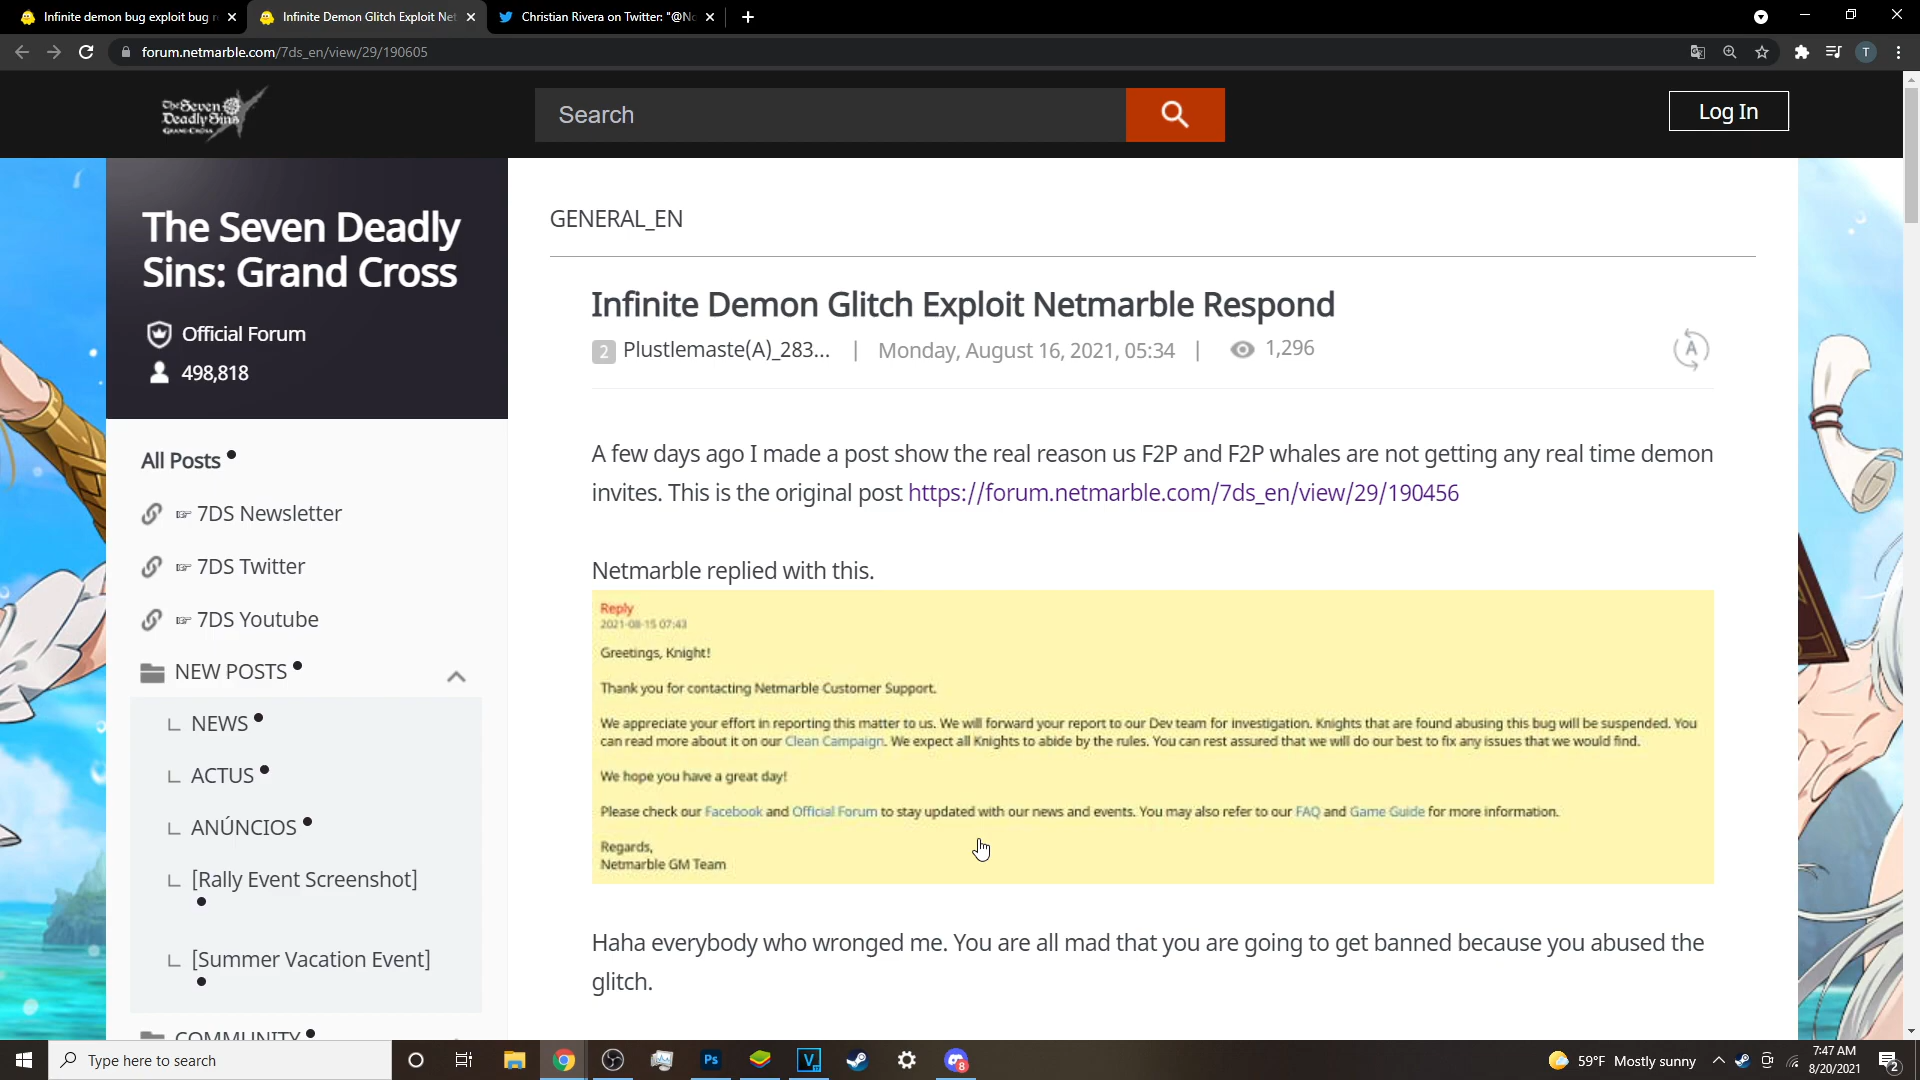 Infinite demon bug exploit bug r
Infinite Demon Glitch Exploit Net
Christian Rivera on Twitter: "@No
forum.netmarble.com/7ds_en/view/29/190605
T
The Seven
Deadly Sins
GRAND CROSS
Search
Log In
The Seven Deadly
Sins: Grand Cross
Official Forum
498,818
All Posts
☞ 7DS Newsletter
☞ 7DS Twitter
☞ 7DS Youtube
NEW POSTS
NEWS
ACTUS
ANÚNCIOS
[Rally Event Screenshot]
[Summer Vacation Event]
COMMUNITY
GENERAL_EN
Infinite Demon Glitch Exploit Netmarble Respond
2 Plustlemaste(A)_283... | Monday, August 16, 2021, 05:34 | 1,296
A
A few days ago I made a post show the real reason us F2P and F2P whales are not getting any real time demon
invites. This is the original post https://forum.netmarble.com/7ds_en/view/29/190456
Netmarble replied with this.
Reply
2021-08-15 07:43
Greetings, Knight!
Thank you for contacting Netmarble Customer Support.
We appreciate your effort in reporting this matter to us. We will forward your report to our Dev team for investigation. Knights that are found abusing this bug will be suspended. You
can read more about it on our Clean Campaign. We expect all Knights to abide by the rules. You can rest assured that we will do our best to fix any issues that we would find.
We hope you have a great day!
Please check our Facebook and Official Forum to stay updated with our news and events. You may also refer to our FAQ and Game Guide for more information.
Regards,
Netmarble GM Team
Haha everybody who wronged me. You are all mad that you are going to get banned because you abused the
glitch.
Type here to search
Ps
V
8
59°F Mostly sunny
7:47 AM
8/20/2021
2